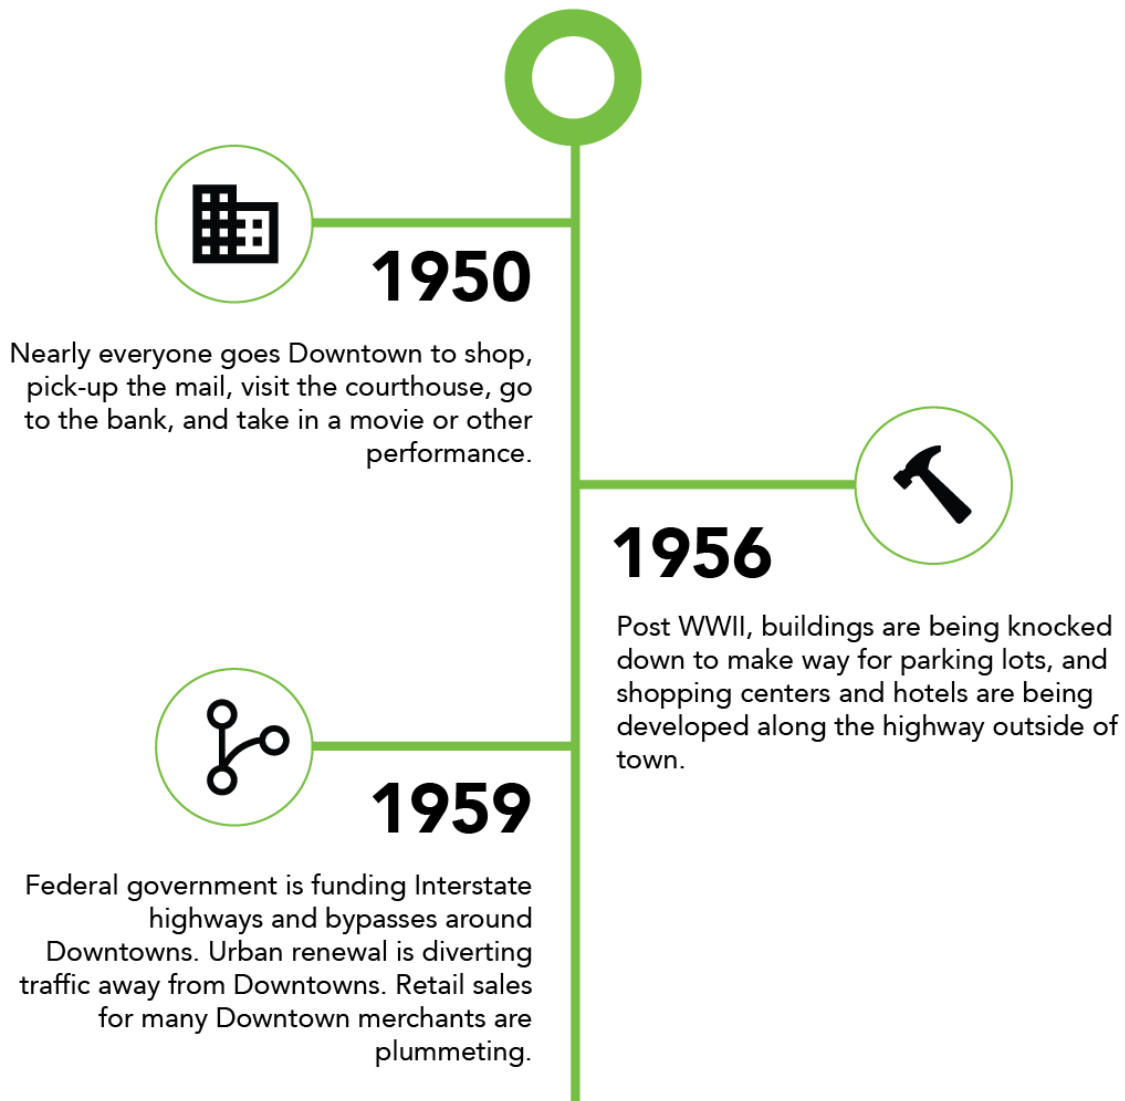 1950
Nearly everyone goes Downtown to shop,
pick-up the mail, visit the courthouse, go
to the bank, and take in a movie or other
performance.
1956
Post WWII, buildings are being knocked
down to make way for parking lots, and
shopping centers and hotels are being
developed along the highway outside of
town.
1959
Federal government is funding Interstate
highways and bypasses around
Downtowns. Urban renewal is diverting
traffic away from Downtowns. Retail sales
for many Downtown merchants are
plummeting.